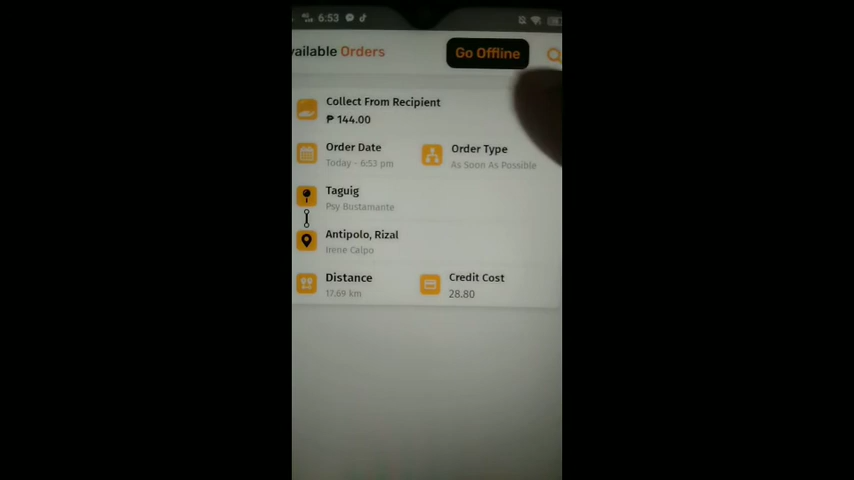 6:53
vailable Orders
Go Offline
Collect From Recipient
₱ 144.00
Order Date
Today - 6:53 pm
Order Type
As Soon As Possible
Taguig
Psy Bustamante
Antipolo, Rizal
Irene Calpo
Distance
17.69 km
Credit Cost
28.80